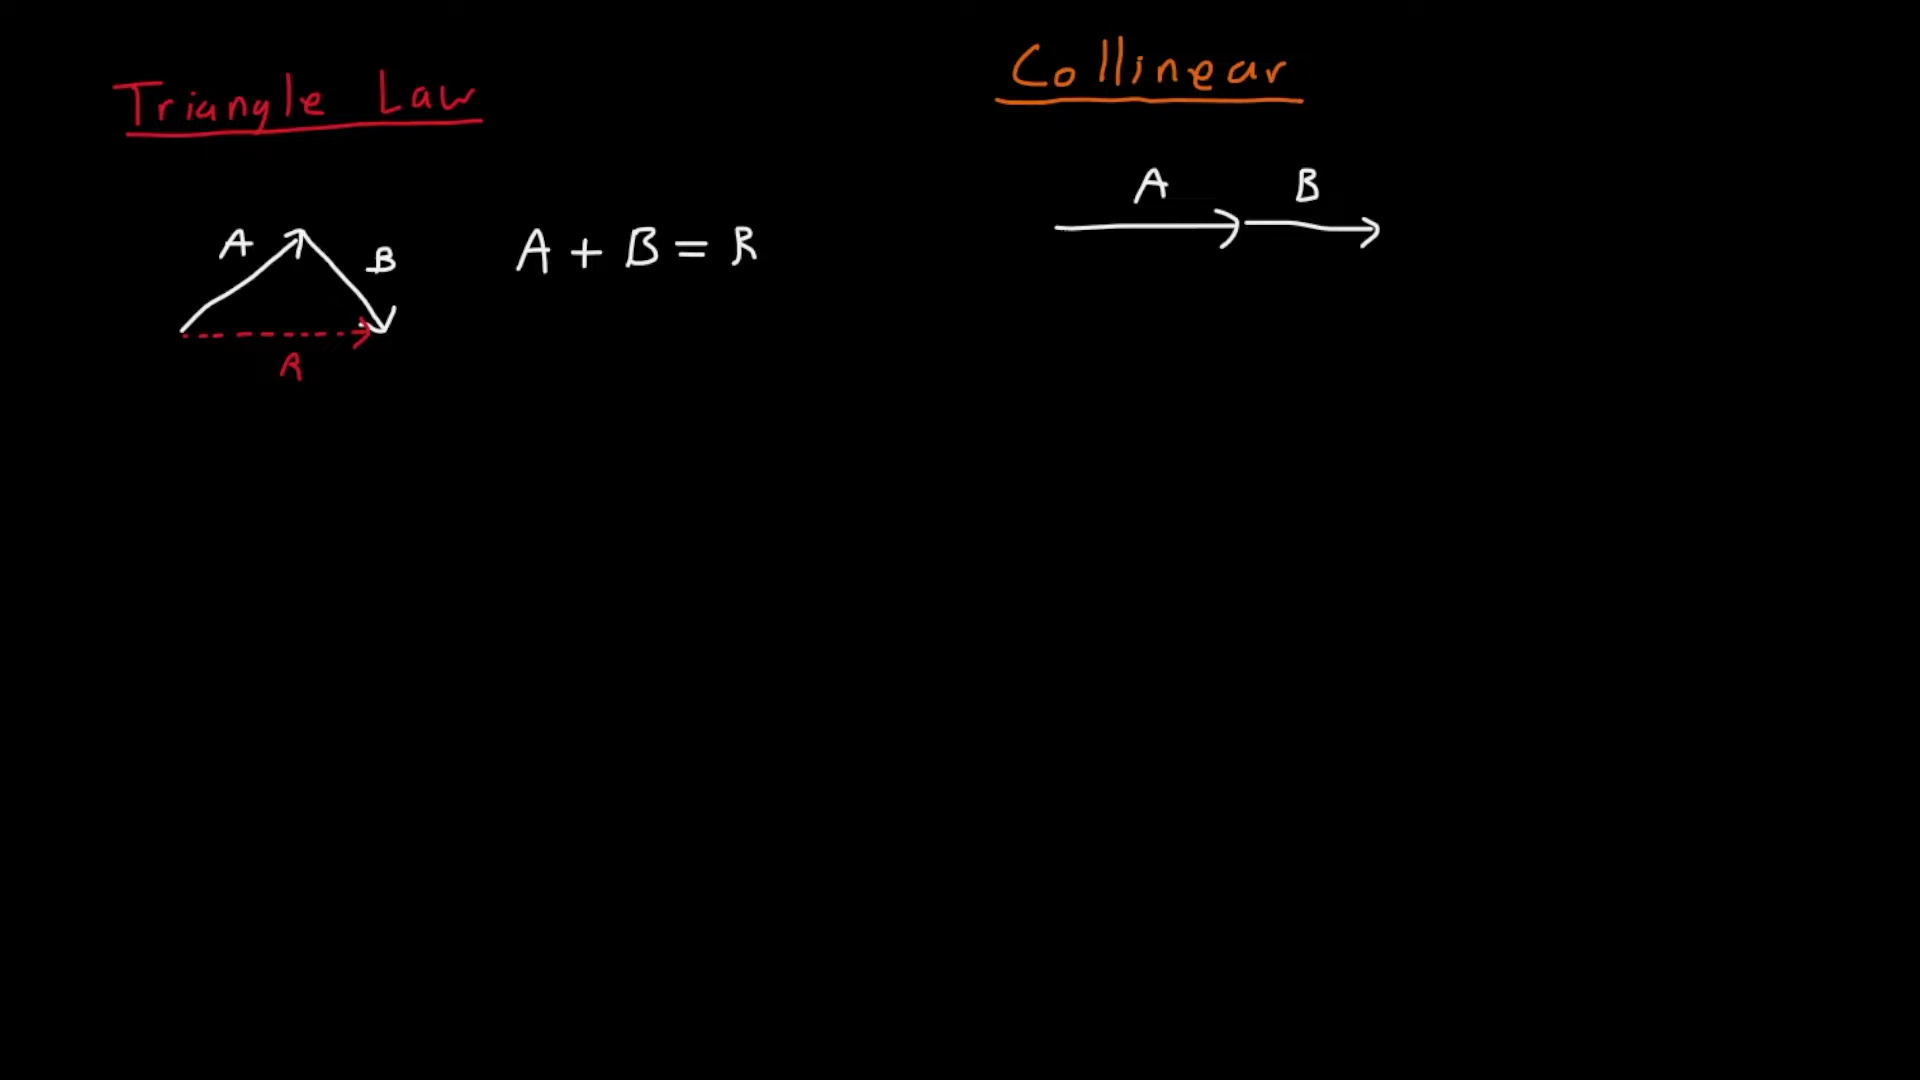 Triangle Law
A
B
A + B = R
R
Collinear
A B